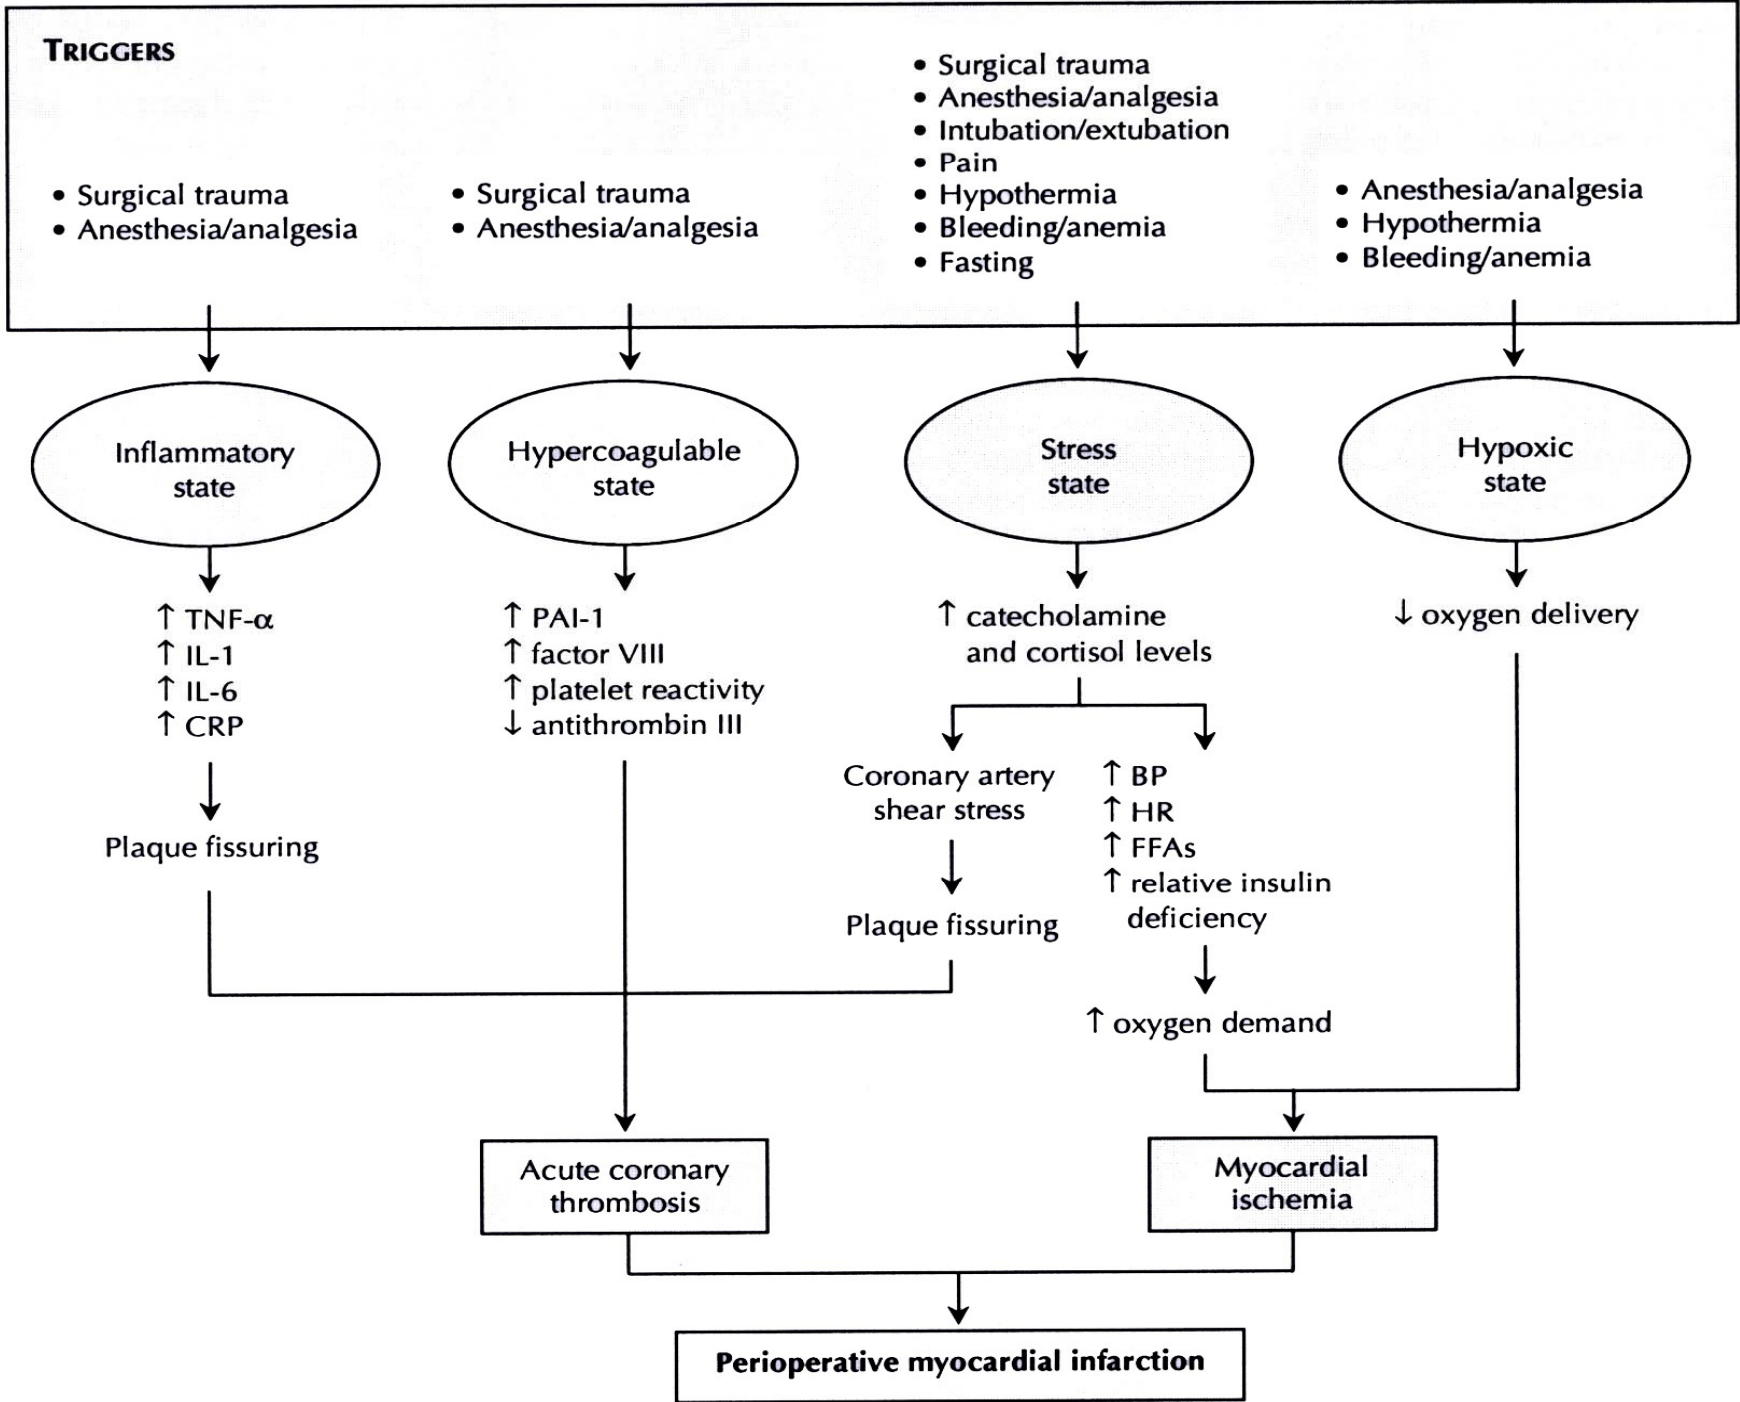 TRIGGERS
• Surgical trauma
• Anesthesia/analgesia
• Surgical trauma
• Anesthesia/analgesia
• Surgical trauma
• Anesthesia/analgesia
• Intubation/extubation
• Pain
• Hypothermia
• Bleeding/anemia
• Fasting
• Anesthesia/analgesia
• Hypothermia
• Bleeding/anemia
Inflammatory
state
Hypercoagulable
state
Stress
state
Hypoxic
state
↑ TNF-α
↑ IL-1
↑ IL-6
↑ CRP
Plaque fissuring
↑ PAI-1
↑ factor VIII
↑ platelet reactivity
↓ antithrombin III
↑ catecholamine
and cortisol levels
Coronary artery
shear stress
Plaque fissuring
↑ BP
↑ HR
↑ FFAs
↑ relative insulin
deficiency
↑ oxygen demand
↓ oxygen delivery
Acute coronary
thrombosis
Myocardial
ischemia
Perioperative myocardial infarction